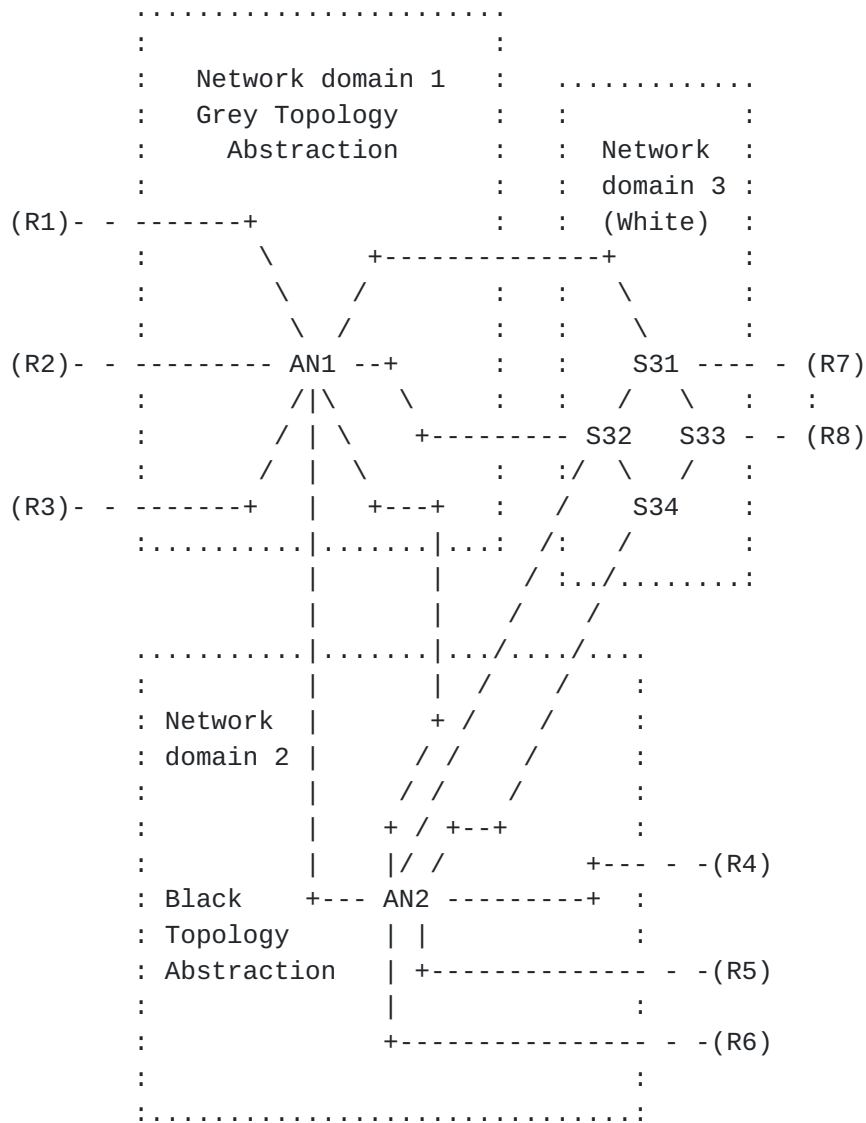 Network domain 1
Grey Topology
Abstraction Network
domain 3
(R1) (White)
(R2) AN1 S31 (R7)
S32 S33 (R8)
(R3) S34
Network
domain 2
(R4)
Black AN2
Topology
Abstraction (R5)
(R6)